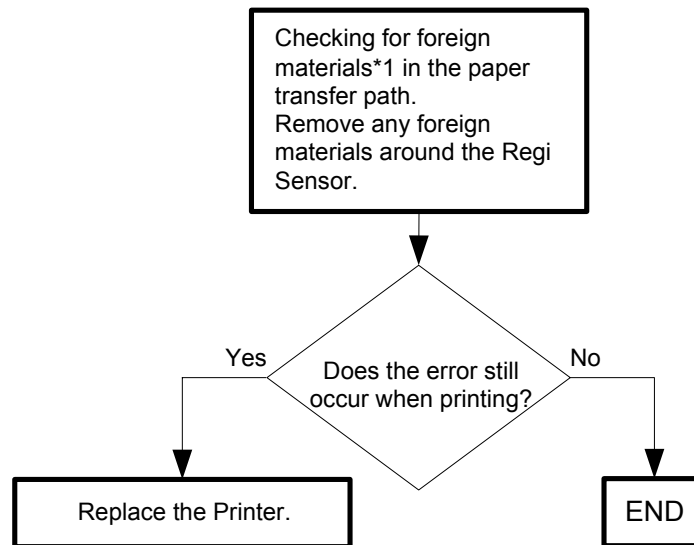 Checking for foreign
materials*1 in the paper
transfer path.
Remove any foreign
materials around the Regi
Sensor.
Yes
No
Does the error still
occur when printing?
Replace the Printer.
END